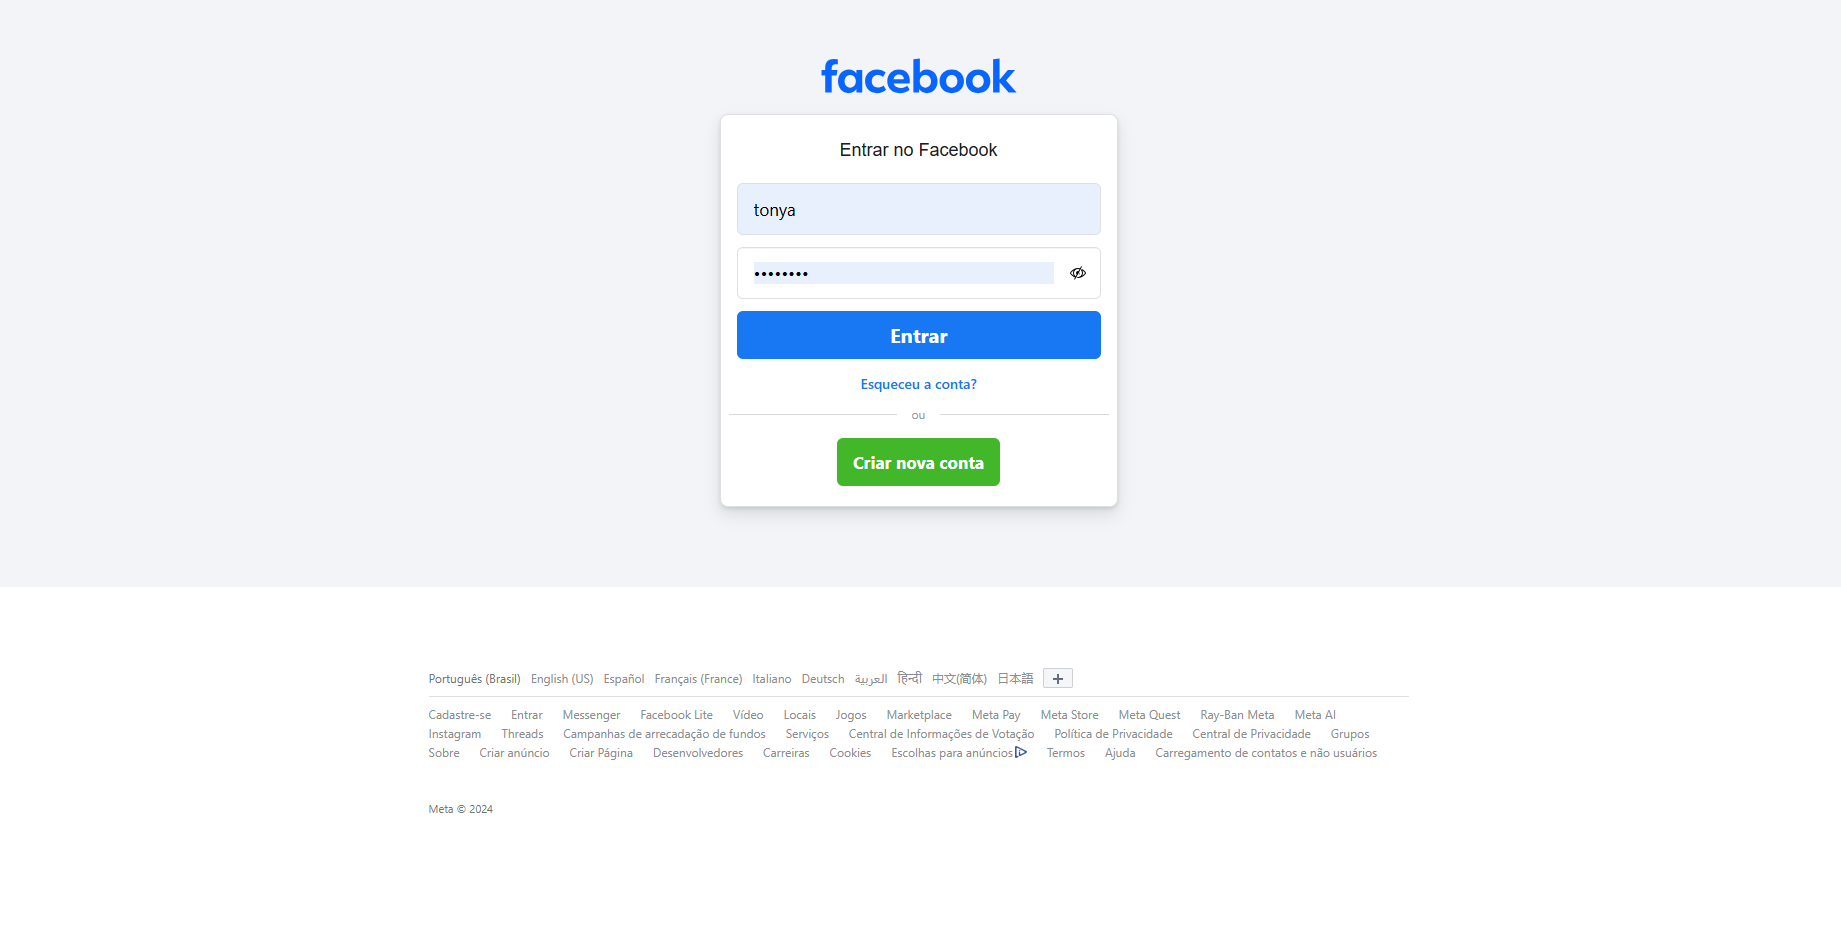 facebook
Entrar no Facebook
tonya
••••••••
Entrar
Esqueceu a conta?
ou
Criar nova conta
Português (Brasil) English (US) Español Français (France) Italiano Deutsch العربية हिन्दी 中文(简体) 日本語
Cadastre-se Entrar Messenger Facebook Lite Vídeo Locais Jogos Marketplace Meta Pay Meta Store Meta Quest Ray-Ban Meta Meta AI
Instagram Threads Campanhas de arrecadação de fundos Serviços Central de Informações de Votação Política de Privacidade Central de Privacidade Grupos
Sobre Criar anúncio Criar Página Desenvolvedores Carreiras Cookies Escolhas para anúncios Termos Ajuda Carregamento de contatos e não usuários
Meta © 2024